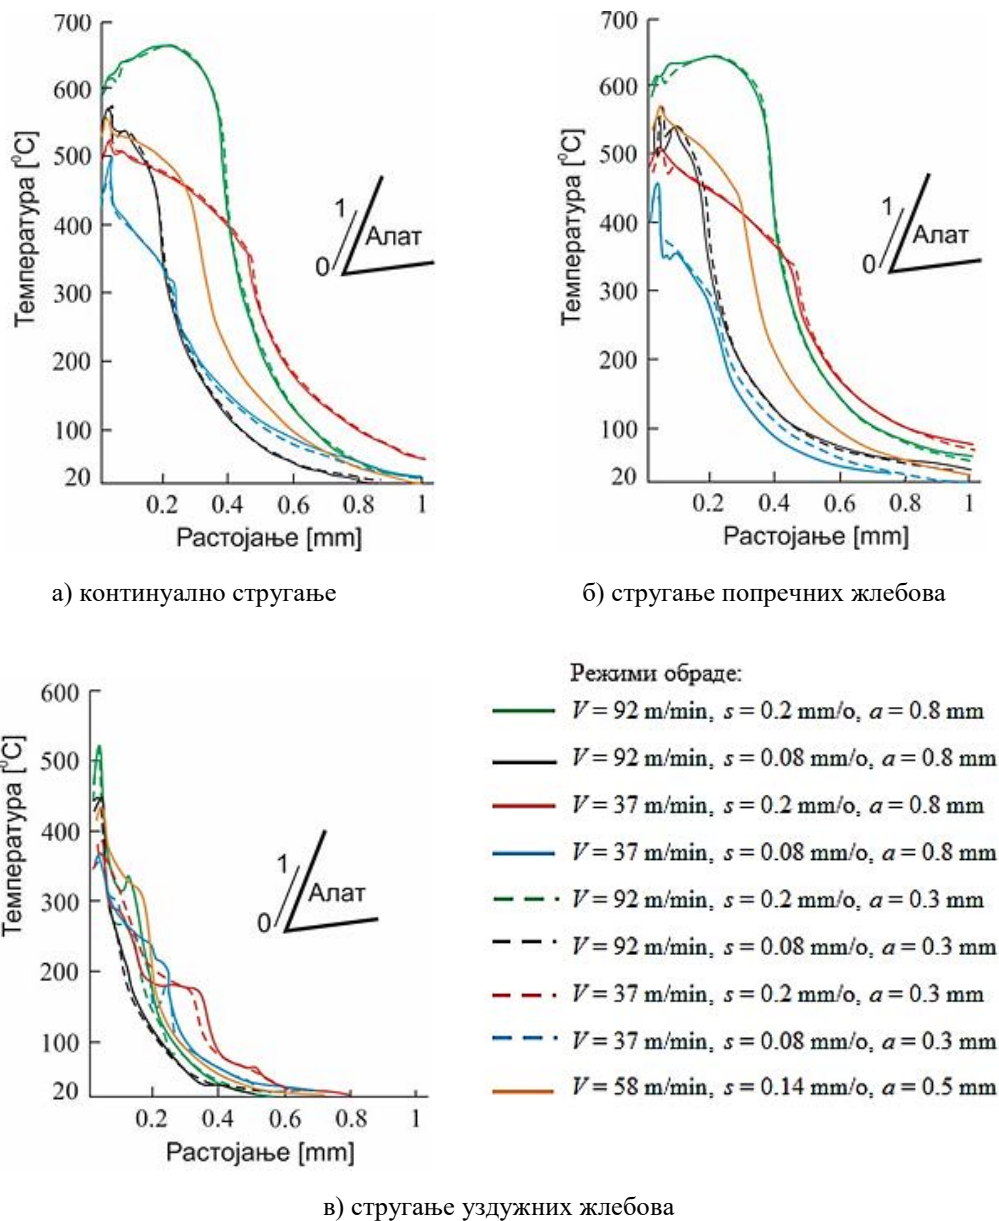 700
600
500
400
300
200
100
20
Температура [⁰C]
0.2 0.4 0.6 0.8 1
Растојање [mm]
1
0
Алат
700
600
500
400
300
200
100
20
Температура [⁰C]
0.2 0.4 0.6 0.8 1
Растојање [mm]
1
0
Алат
а) континуално стругање
б) стругање попречних жлебова
600
500
400
300
200
100
20
Температура [⁰C]
0.2 0.4 0.6 0.8 1
Растојање [mm]
1
0
Алат
Режими обраде:
V = 92 m/min, s = 0.2 mm/o, a = 0.8 mm
V = 92 m/min, s = 0.08 mm/o, a = 0.8 mm
V = 37 m/min, s = 0.2 mm/o, a = 0.8 mm
V = 37 m/min, s = 0.08 mm/o, a = 0.8 mm
V = 92 m/min, s = 0.2 mm/o, a = 0.3 mm
V = 92 m/min, s = 0.08 mm/o, a = 0.3 mm
V = 37 m/min, s = 0.2 mm/o, a = 0.3 mm
V = 37 m/min, s = 0.08 mm/o, a = 0.3 mm
V = 58 m/min, s = 0.14 mm/o, a = 0.5 mm
в) стругање уздужних жлебова